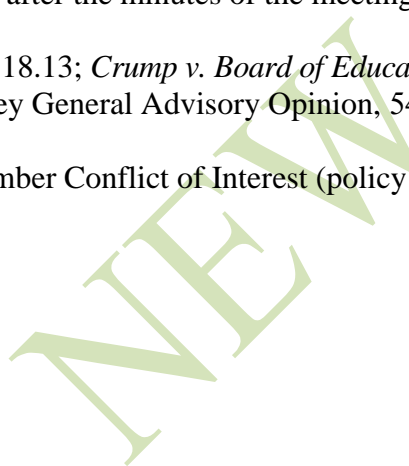 after the minutes of the meeting
18.13; Crump v. Board of Educa
ey General Advisory Opinion, 54
mber Conflict of Interest (policy
NEW